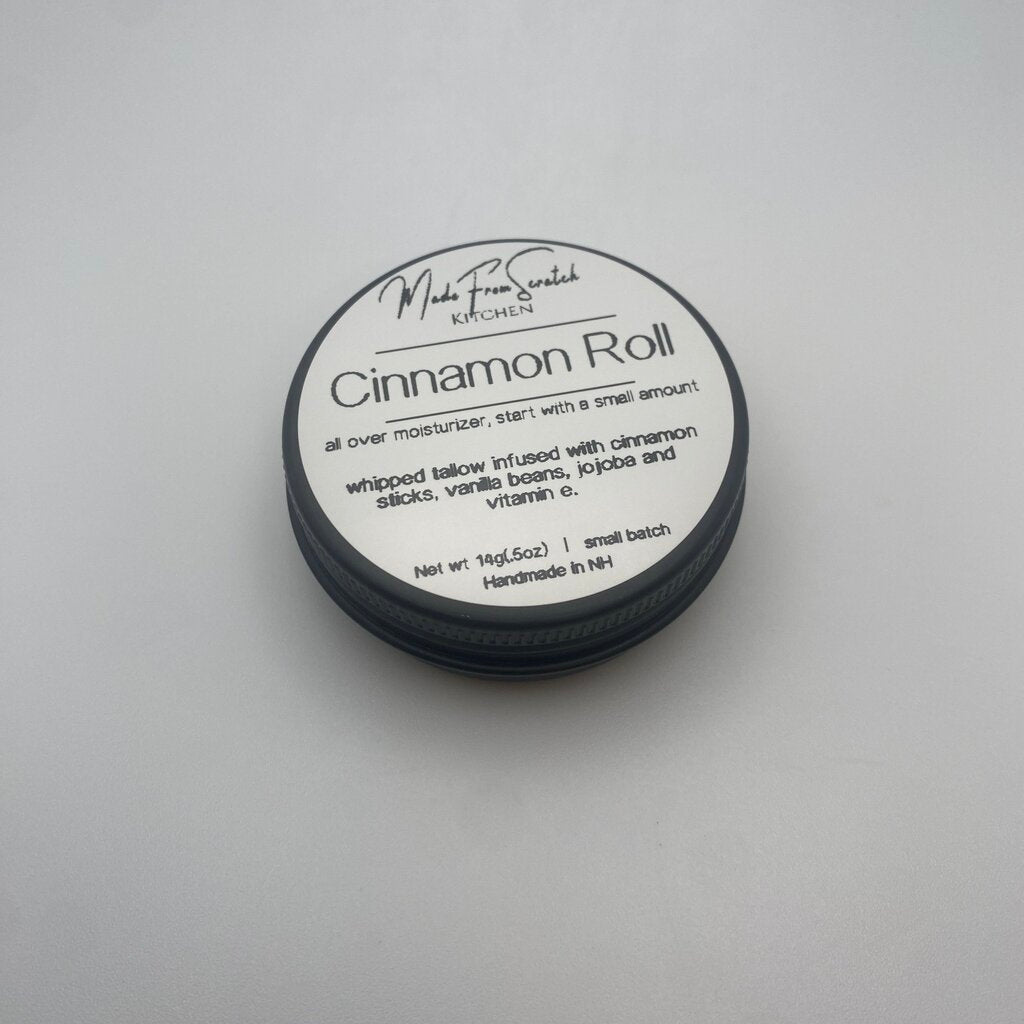 Made From Scratch
KITCHEN
Cinnamon Roll
all over moisturizer, start with a small amount
whipped tallow infused with cinnamon
sticks, vanilla beans, jojoba and
vitamin e.
Net wt 14g(.5oz) | small batch
Handmade in NH